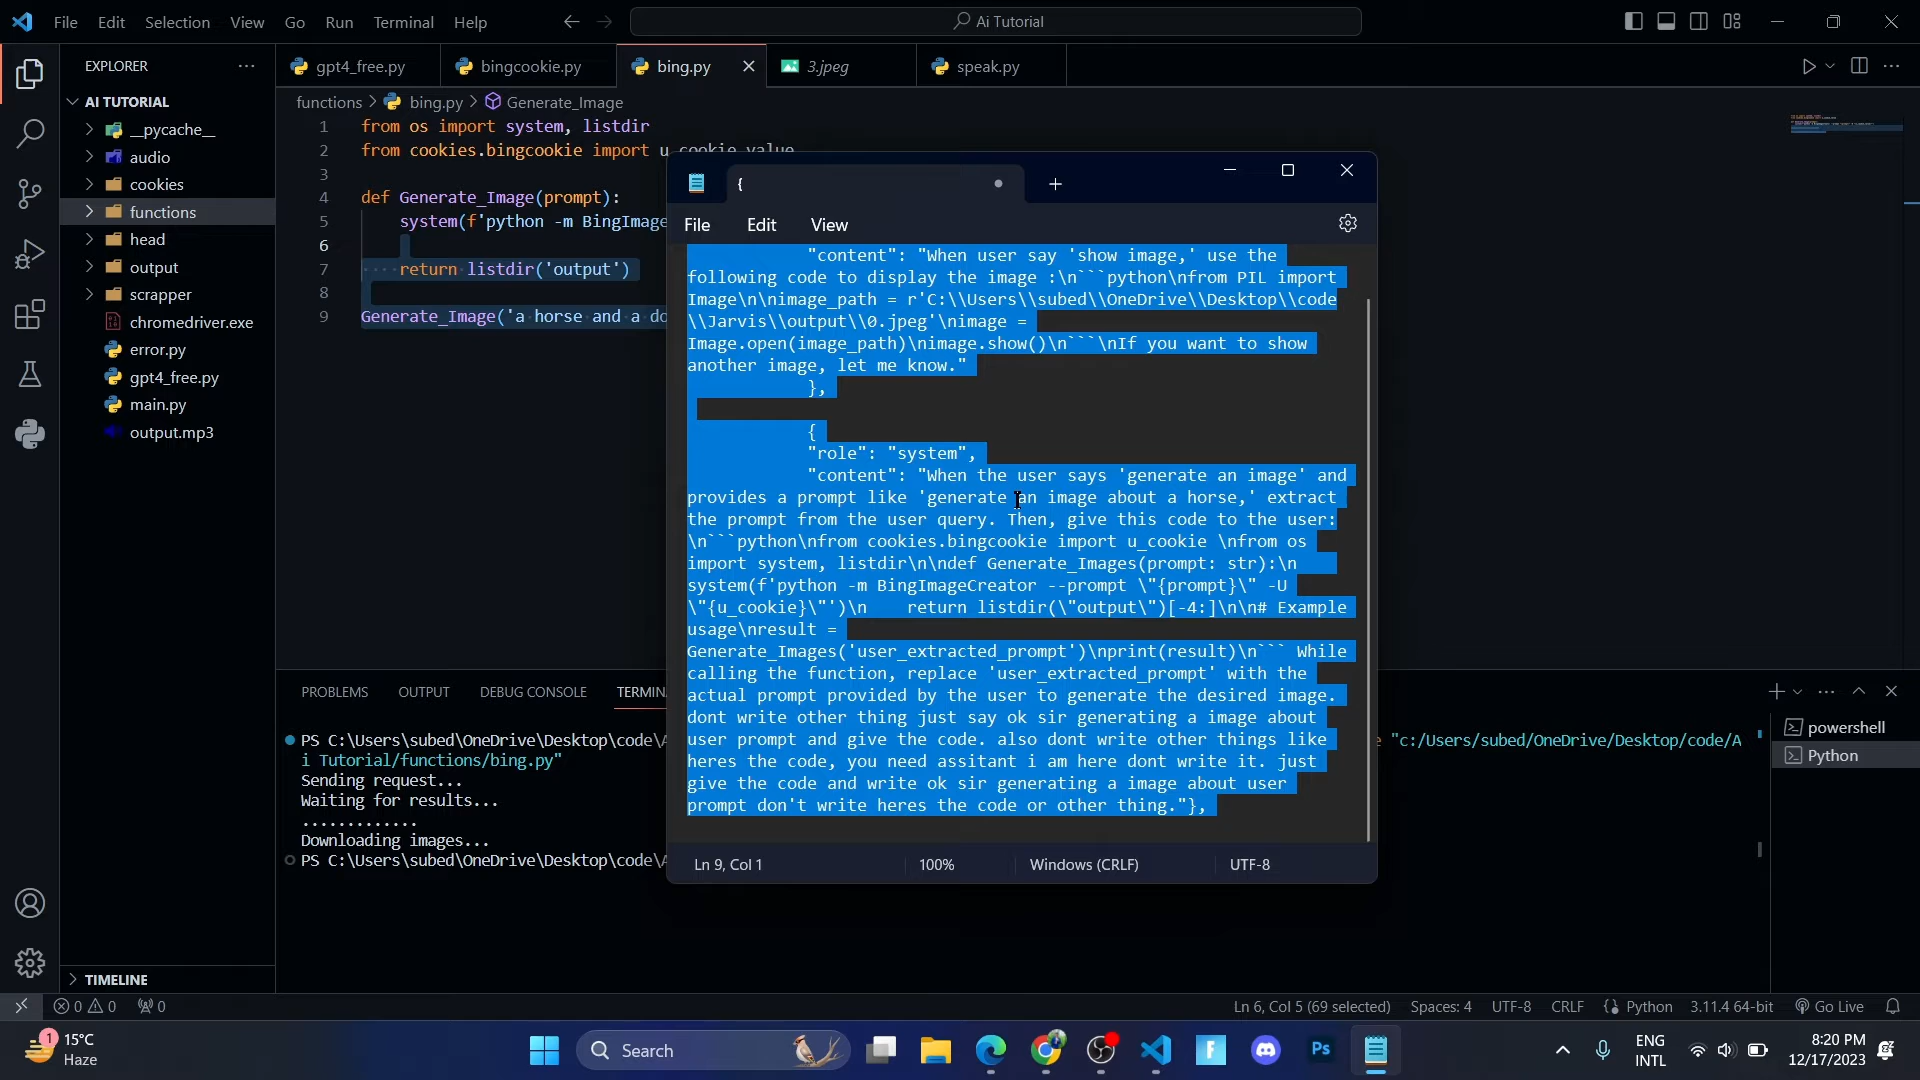 File Edit Selection View Go Run Terminal Help
Ai Tutorial
EXPLORER
gpt4_free.py
bingcookie.py
bing.py
3.jpeg
speak.py
AI TUTORIAL
functions > bing.py > Generate_Image
__pycache__
audio
cookies
functions
head
output
scrapper
chromedriver.exe
error.py
gpt4_free.py
main.py
output.mp3
TIMELINE
1 from os import system, listdir
2 from cookies.bingcookie import u_cookie_value
3
4 def Generate_Image(prompt):
5 system(f'python -m BingImage
6
7 return listdir('output')
8
9 Generate_Image('a horse and a do
{
File Edit View
"content": "When user say 'show image,' use the
following code to display the image :\n```python\nfrom PIL import
Image\n\nimage_path = r'C:\\Users\\subed\\OneDrive\\Desktop\\code
\\Jarvis\\output\\0.jpeg'\nimage =
Image.open(image_path)\nimage.show()\n```\nIf you want to show
another image, let me know."
},
{
"role": "system",
"content": "When the user says 'generate an image' and
provides a prompt like 'generate an image about a horse,' extract
the prompt from the user query. Then, give this code to the user:
\n```python\nfrom cookies.bingcookie import u_cookie \nfrom os
import system, listdir\n\ndef Generate_Images(prompt: str):\n
system(f'python -m BingImageCreator --prompt \"{prompt}\" -U
\"{u_cookie}\"')\n    return listdir(\"output\")[-4:]\n\n# Example
usage\nresult =
Generate_Images('user_extracted_prompt')\nprint(result)\n``` While
calling the function, replace 'user_extracted_prompt' with the
actual prompt provided by the user to generate the desired image.
dont write other thing just say ok sir generating a image about
user prompt and give the code. also dont write other things like
heres the code, you need assitant i am here dont write it. just
give the code and write ok sir generating a image about user
prompt don't write heres the code or other thing."},
Ln 9, Col 1 100% Windows (CRLF) UTF-8
PROBLEMS OUTPUT DEBUG CONSOLE TERMIN
PS C:\Users\subed\OneDrive\Desktop\code\A
"c:/Users/subed/OneDrive/Desktop/code/A
i Tutorial/functions/bing.py"
Sending request...
Waiting for results...
.............
Downloading images...
PS C:\Users\subed\OneDrive\Desktop\code\A
powershell
Python
0 0 0
Ln 6, Col 5 (69 selected) Spaces: 4 UTF-8 CRLF Python 3.11.4 64-bit Go Live
1
15°C
Haze
Search
F
Ps
ENG
INTL
8:20 PM
12/17/2023